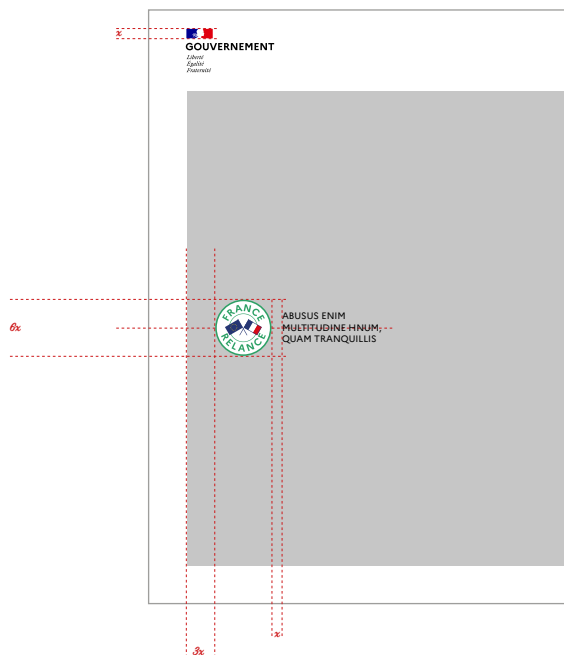 x
GOUVERNEMENT
Liberté
Égalité
Fraternité
6x
FRANCE
RELANCE
ABUSUS ENIM
MULTITUDINE HNUM,
QUAM TRANQUILLIS
x
3x